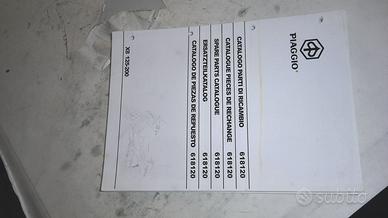 PIAGGIO
CATALOGO PARTI DI RICAMBIO 618120
CATALOGUE PIECES DE RECHANGE 618120
SPARE PARTS CATALOGUE 618120
ERSATZTEILKATALOG 618120
CATALOGO DE PIEZAS DE REPUESTO 618120
X8 -125-200
subito